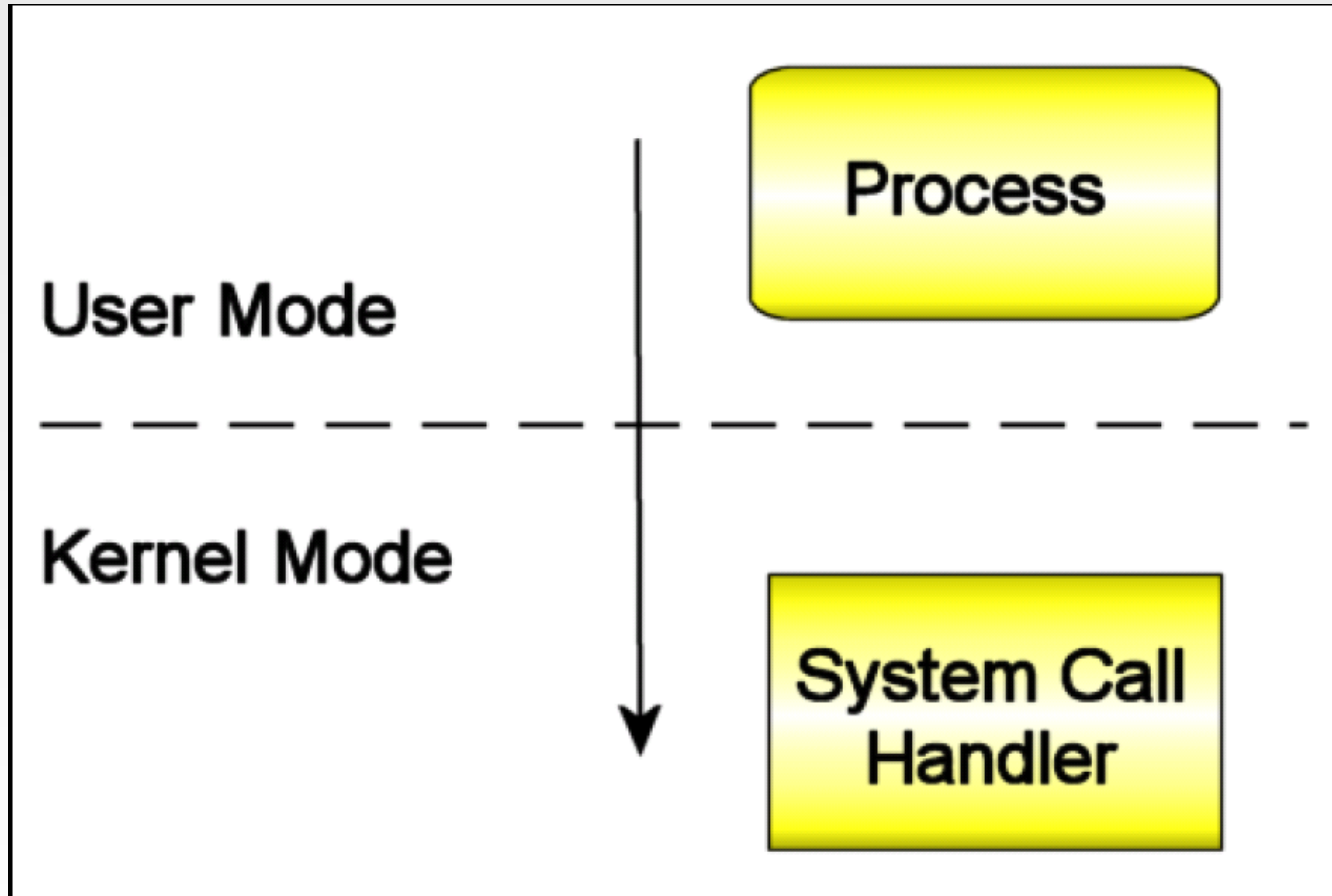 Process
User Mode
Kernel Mode
System Call
Handler